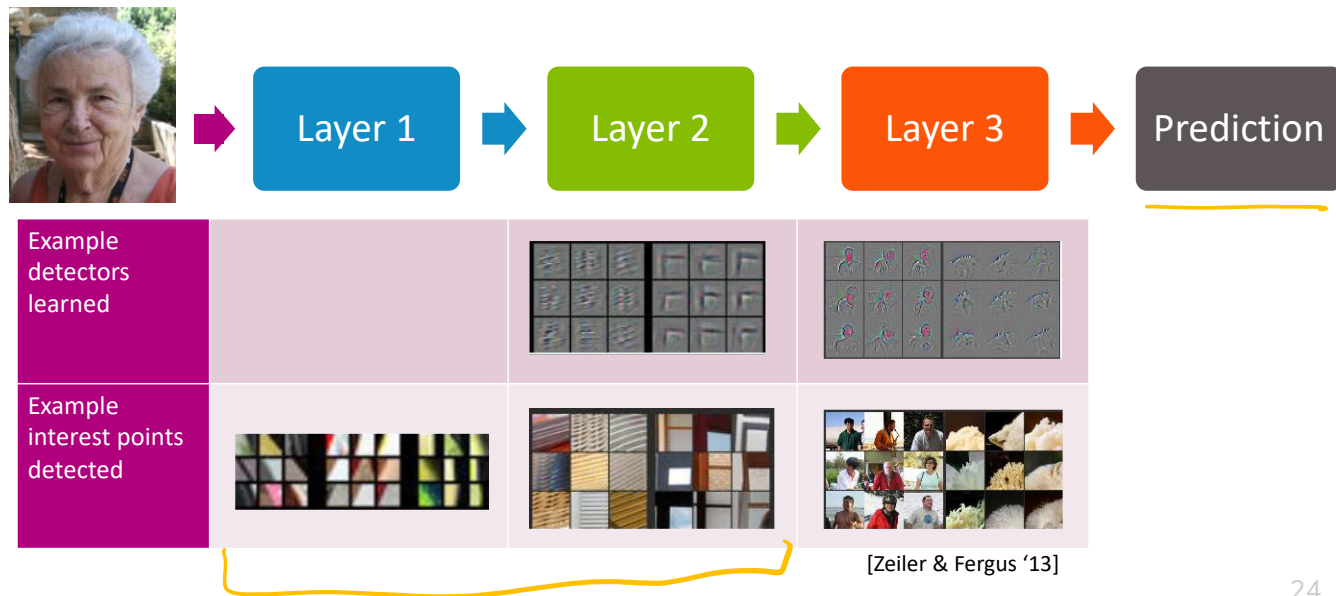 Layer 1
Layer 2
Layer 3
Prediction
Example
detectors
learned
Example
interest points
detected
[Zeiler & Fergus ‘13]
24